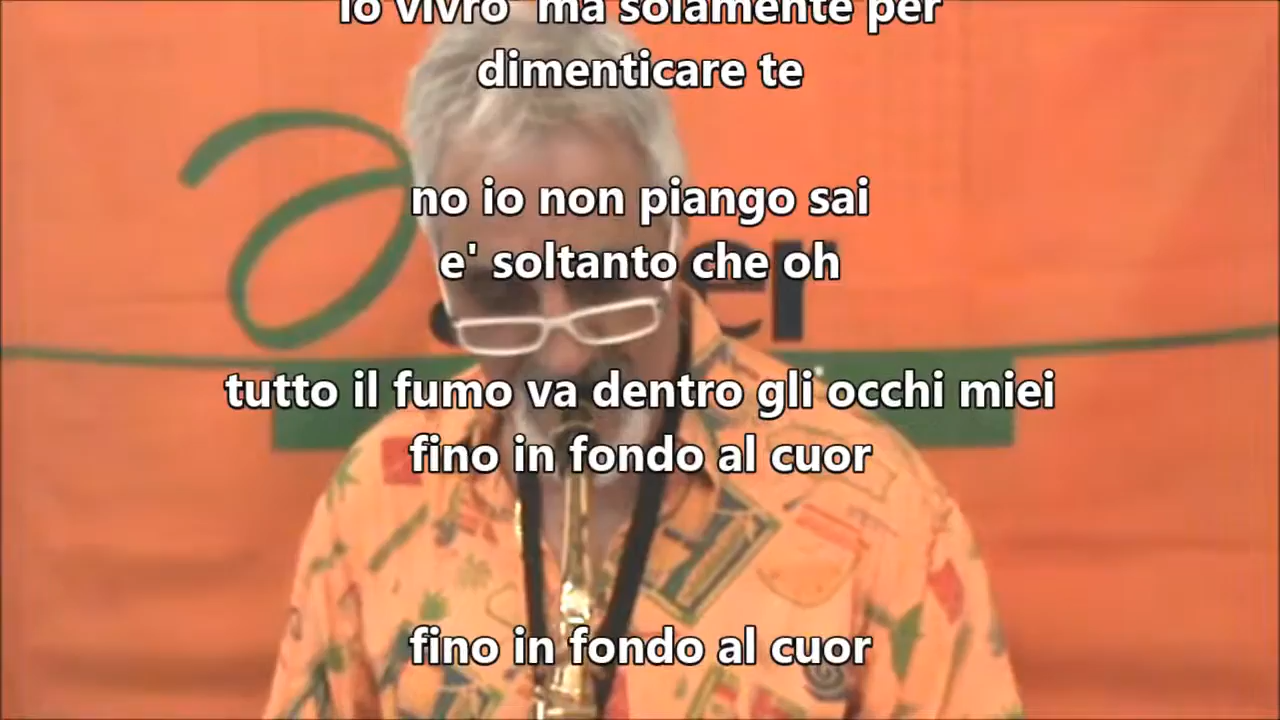 Io vivro' ma solamente per
dimenticare te
no io non piango sai
e' soltanto che oh
tutto il fumo va dentro gli occhi miei
fino in fondo al cuor
fino in fondo al cuor